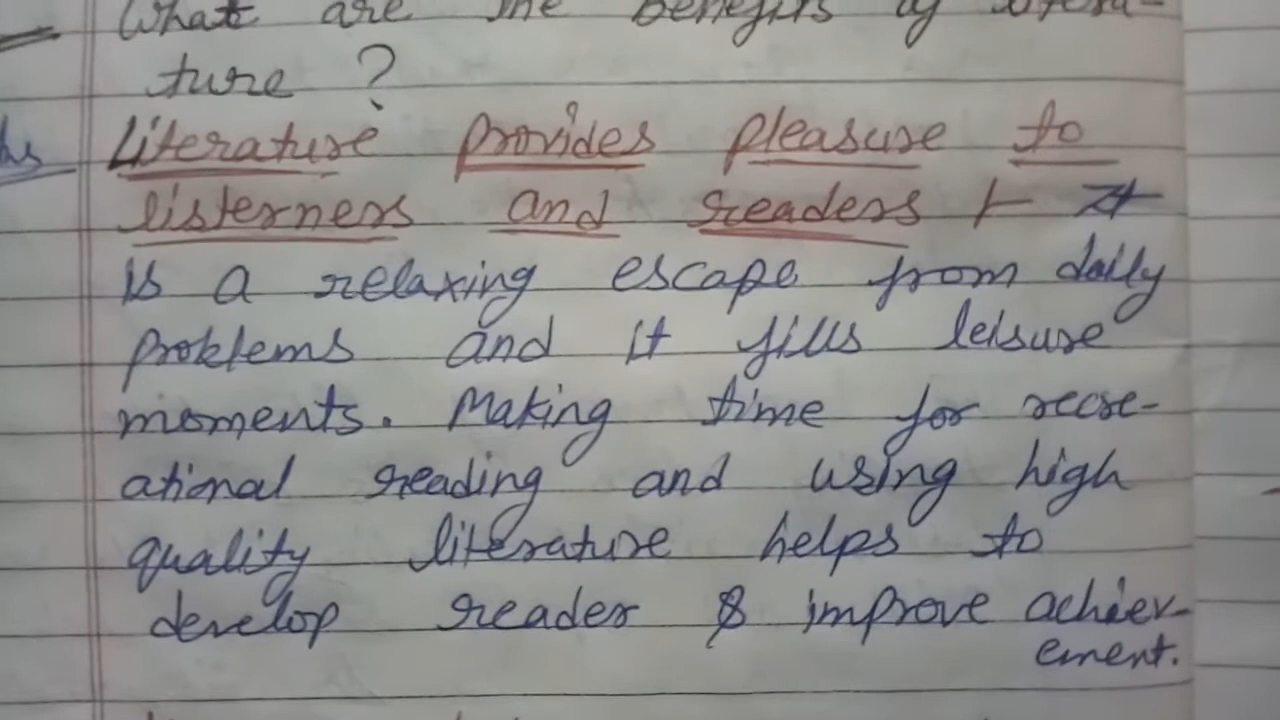 What are the benefits of litera-
ture ?
Ans Literature provides pleasure to
listerners and readers :- It
is a relaxing escape from daily
problems and it fills leisure
moments. Making time for recre-
ational reading and using high
quality literature helps to
develop reader & improve achiev-
ement.